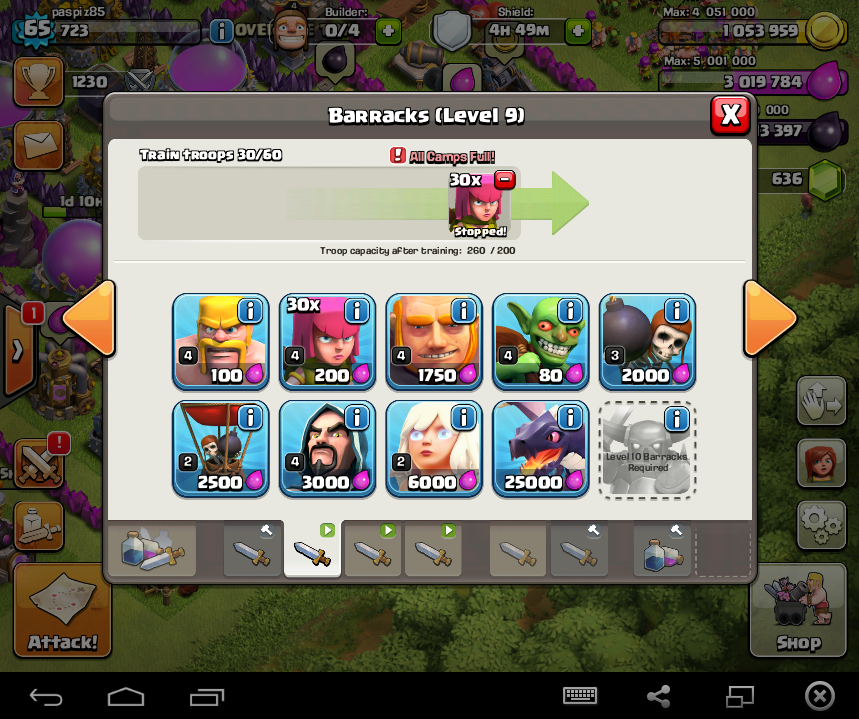 paspiz85
65
723
Builder:
0/4
Shield:
4h 49m
Max: 4 051 000
1 053 959
Max: 5 001 000
3 019 784
000
3 397
636
1230
1d 10h
Barracks (Level 9)
X
Train troops 30/60
! All Camps Full!
30x
Stopped!
Troop capacity after training: 260 / 200
1
i
4 100
30x
i
4 200
i
4 1750
i
4 80
i
3 2000
i
2 2500
i
4 3000
i
2 6000
i
25000
i
Level 10 Barracks
Required
!
Attack!
Shop